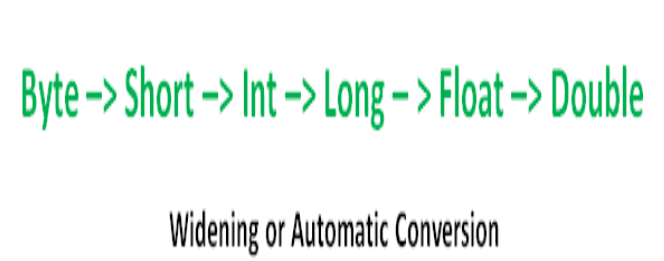 Byte –> Short –> Int –> Long – > Float –> Double
Widening or Automatic Conversion